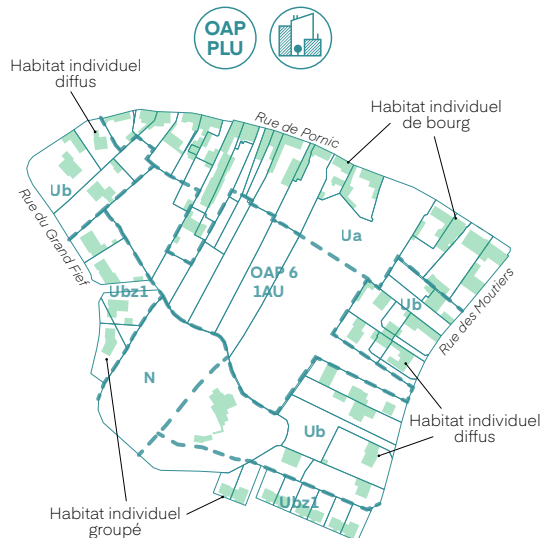 OAP
PLU
Habitat individuel
diffus
Rue de Pornic
Habitat individuel
de bourg
Ub
Rue du Grand Fief
Ua
OAP 6
1AU
Ubz1
Ub
Rue des Moutiers
N
Ub
Habitat individuel
diffus
Ubz1
Habitat individuel
groupé